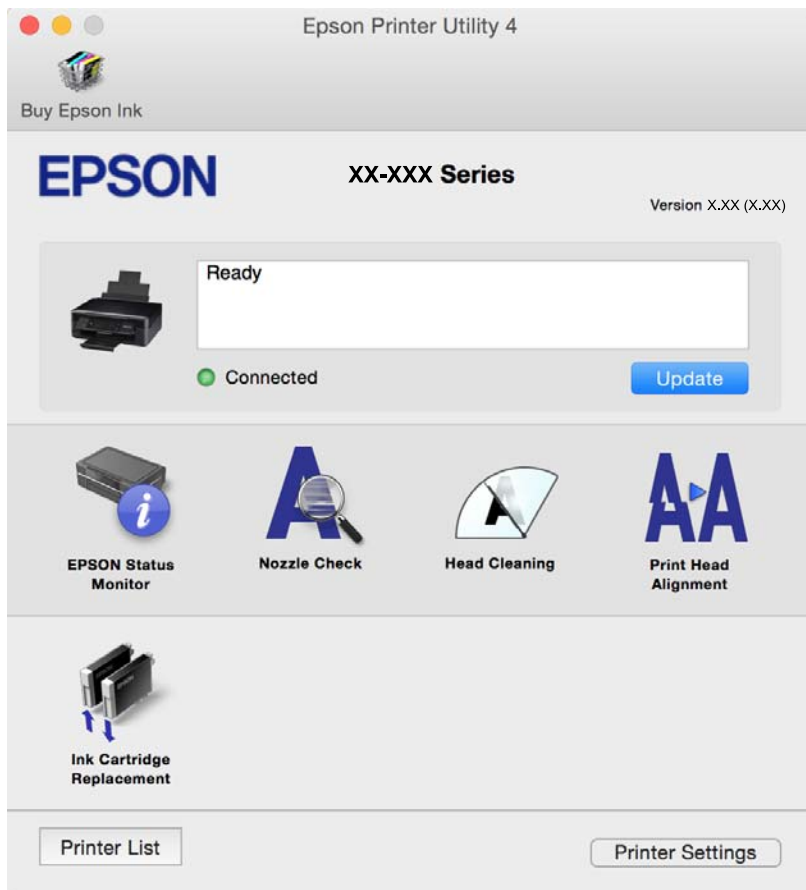 Epson Printer Utility 4
Buy Epson Ink
EPSON
XX-XXX Series
Version X.XX (X.XX)
Ready
Connected
Update
EPSON Status
Monitor
Nozzle Check
Head Cleaning
Print Head
Alignment
Ink Cartridge
Replacement
Printer List
Printer Settings